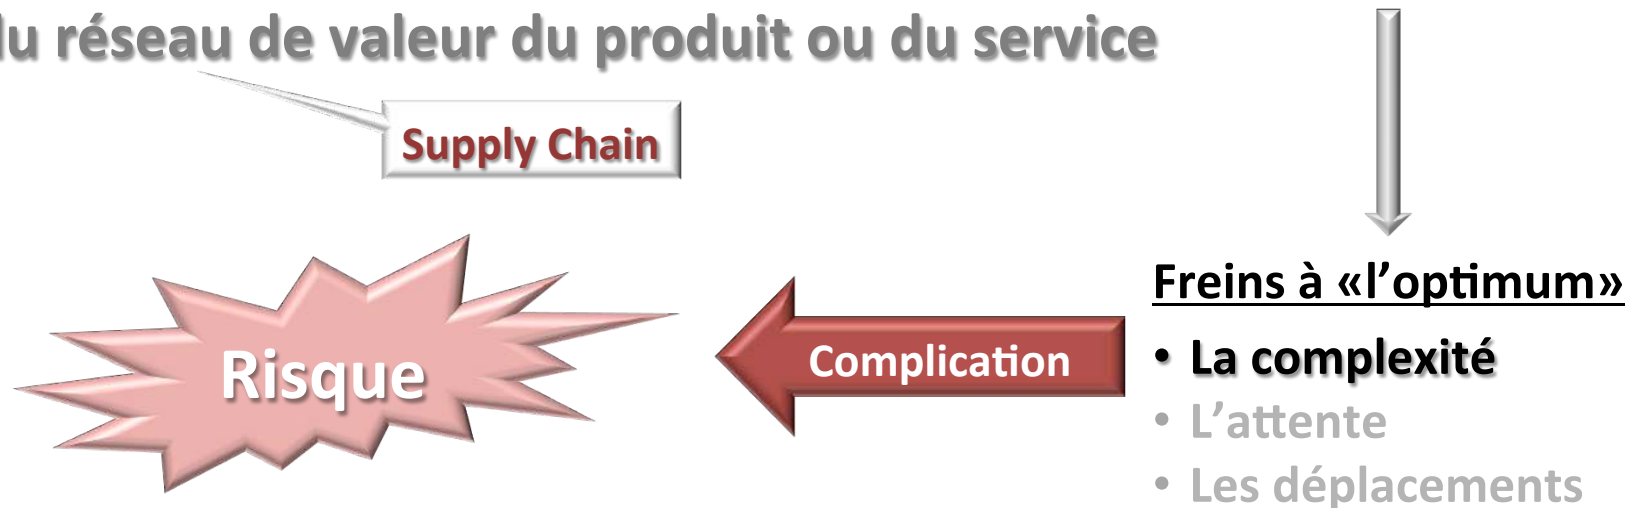 du réseau de valeur du produit ou du service
Supply Chain
Freins à «l’optimum»
Risque
Complication
• La complexité
• L’attente
• Les déplacements